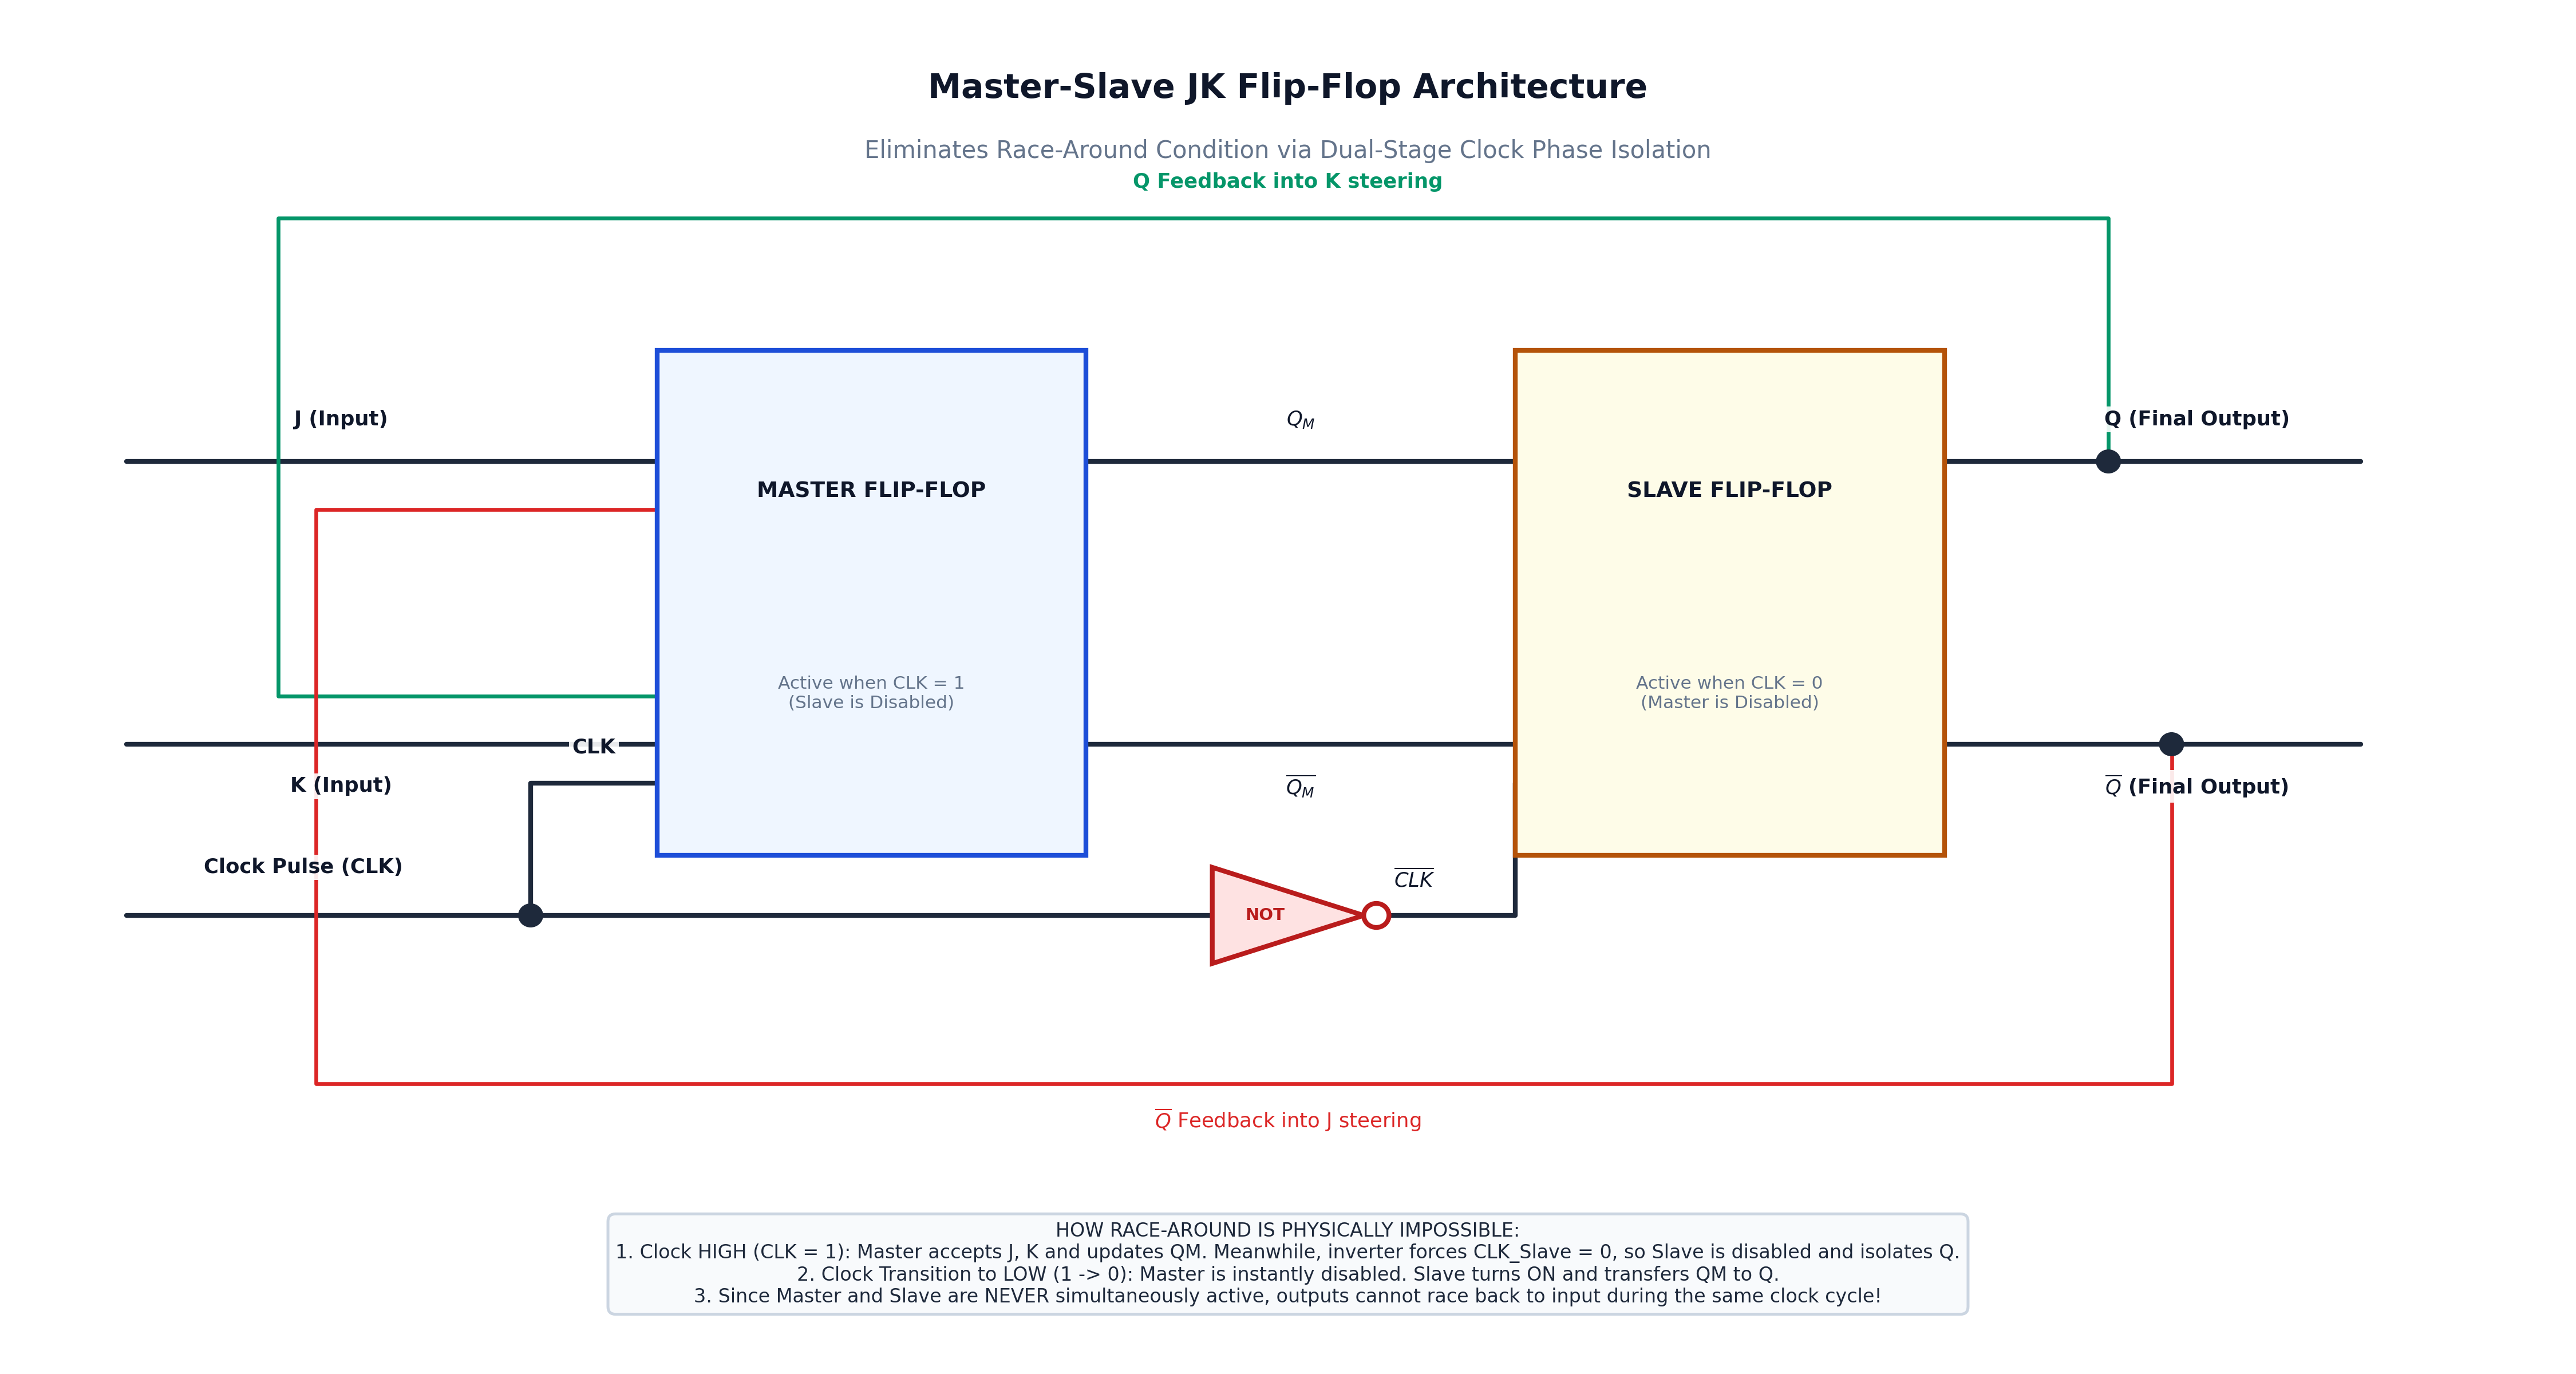 Master-Slave JK Flip-Flop Architecture
Eliminates Race-Around Condition via Dual-Stage Clock Phase Isolation
Q Feedback into K steering
J (Input)
Q_M
Q (Final Output)
MASTER FLIP-FLOP
SLAVE FLIP-FLOP
Active when CLK = 1
(Slave is Disabled)
Active when CLK = 0
(Master is Disabled)
CLK
K (Input)
Q̅_M̅
Q̅ (Final Output)
Clock Pulse (CLK)
NOT
C̅L̅K̅
Q̅ Feedback into J steering
HOW RACE-AROUND IS PHYSICALLY IMPOSSIBLE:
1. Clock HIGH (CLK = 1): Master accepts J, K and updates QM. Meanwhile, inverter forces CLK_Slave = 0, so Slave is disabled and isolates Q.
2. Clock Transition to LOW (1 -> 0): Master is instantly disabled. Slave turns ON and transfers QM to Q.
3. Since Master and Slave are NEVER simultaneously active, outputs cannot race back to input during the same clock cycle!